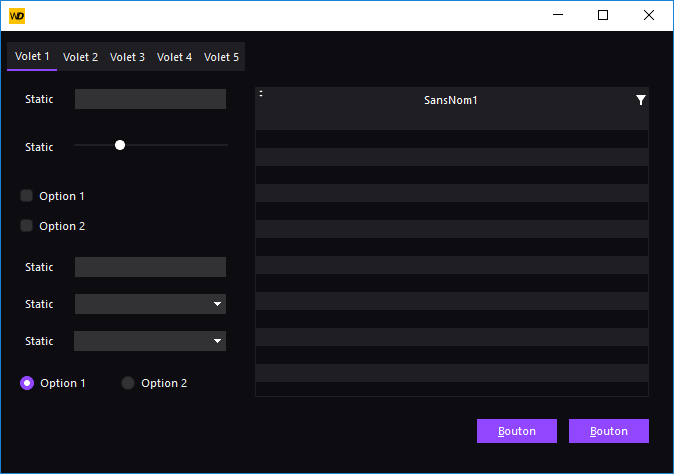 WD
Volet 1 Volet 2 Volet 3 Volet 4 Volet 5
Static
SansNom1
Static
Option 1
Option 2
Static
Static
Static
Option 1 Option 2
Bouton Bouton